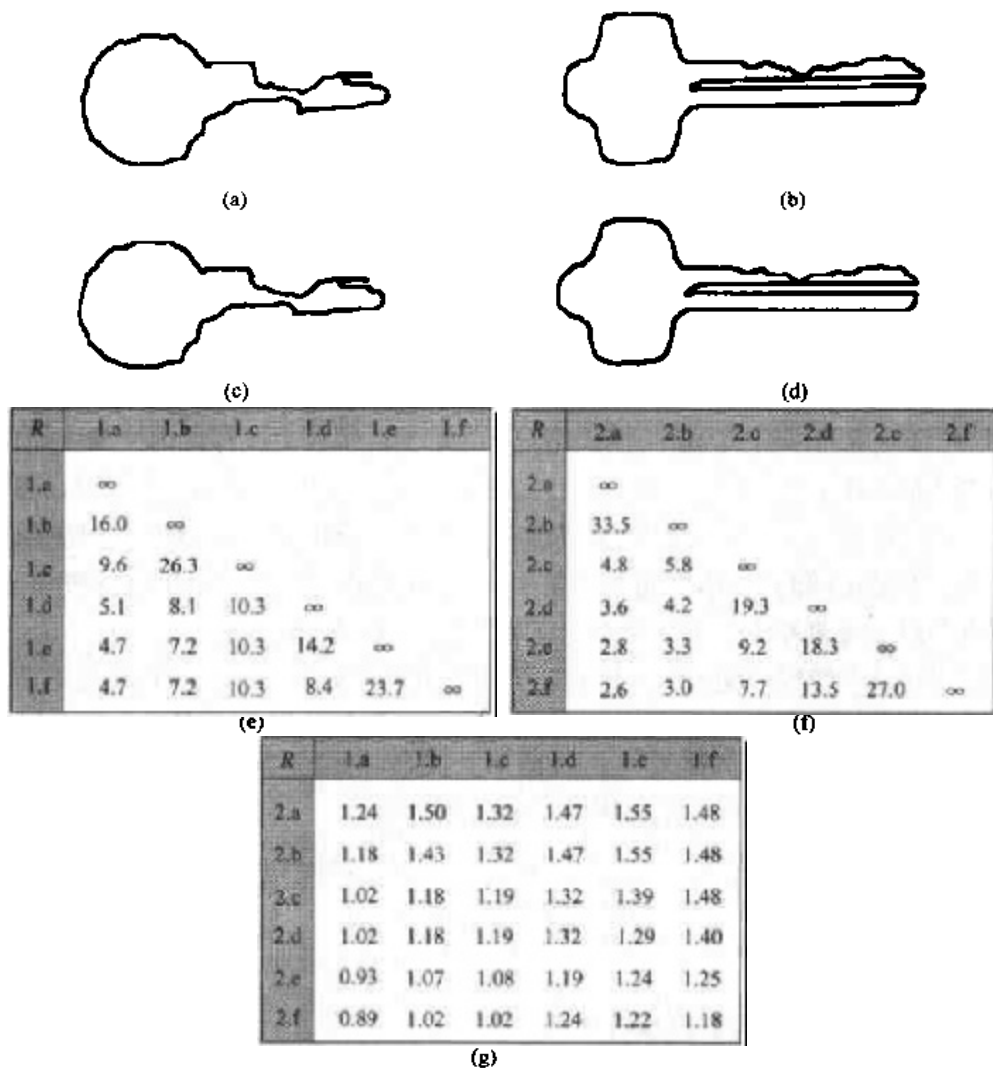 (a) (b)
(c) (d)
R 1.a 1.b 1.c 1.d 1.e 1.f
1.a ∞
1.b 16.0 ∞
1.c 9.6 26.3 ∞
1.d 5.1 8.1 10.3 ∞
1.e 4.7 7.2 10.3 14.2 ∞
1.f 4.7 7.2 10.3 8.4 23.7 ∞
(e)
R 2.a 2.b 2.c 2.d 2.e 2.f
2.a ∞
2.b 33.5 ∞
2.c 4.8 5.8 ∞
2.d 3.6 4.2 19.3 ∞
2.e 2.8 3.3 9.2 18.3 ∞
2.f 2.6 3.0 7.7 13.5 27.0 ∞
(f)
R 1.a 1.b 1.c 1.d 1.e 1.f
2.a 1.24 1.50 1.32 1.47 1.55 1.48
2.b 1.18 1.43 1.32 1.47 1.55 1.48
2.c 1.02 1.18 1.19 1.32 1.39 1.48
2.d 1.02 1.18 1.19 1.32 1.29 1.40
2.e 0.93 1.07 1.08 1.19 1.24 1.25
2.f 0.89 1.02 1.02 1.24 1.22 1.18
(g)